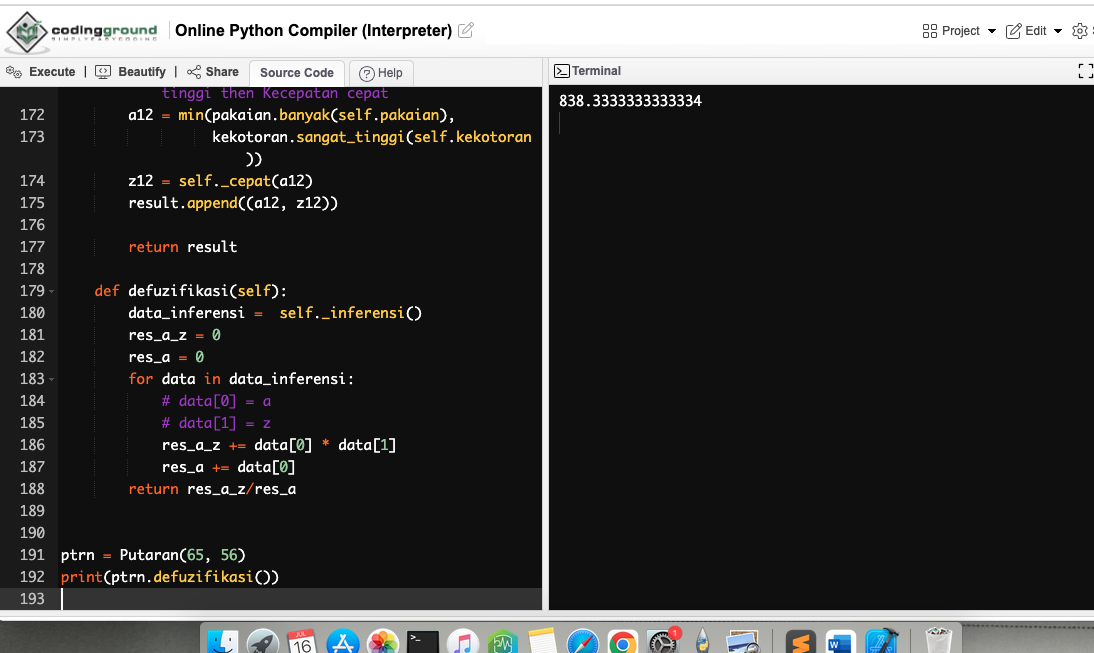 codingground
SIMPLYEASYCODING
Online Python Compiler (Interpreter)
Project
Edit
Execute | Beautify | Share Source Code Help
Terminal
tinggi then Kecepatan cepat
172 a12 = min(pakaian.banyak(self.pakaian),
173 kekotoran.sangat_tinggi(self.kekotoran
))
174 z12 = self._cepat(a12)
175 result.append((a12, z12))
176
177 return result
178
179 def defuzifikasi(self):
180 data_inferensi =  self._inferensi()
181 res_a_z = 0
182 res_a = 0
183 for data in data_inferensi:
184 # data[0] = a
185 # data[1] = z
186 res_a_z += data[0] * data[1]
187 res_a += data[0]
188 return res_a_z/res_a
189
190
191 ptrn = Putaran(65, 56)
192 print(ptrn.defuzifikasi())
193
838.3333333333334
JUL
16
>_
1
W